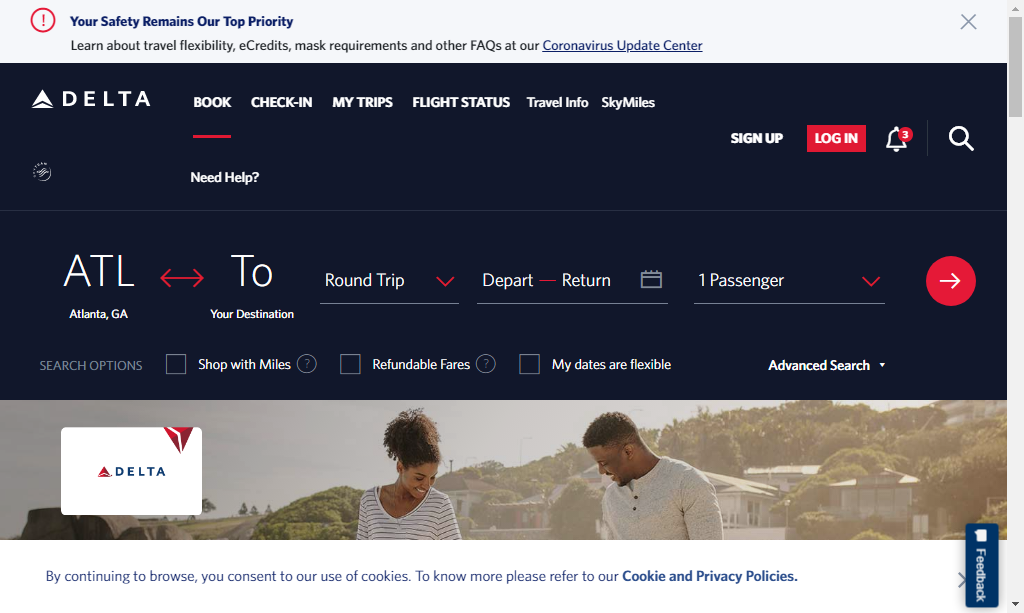 Your Safety Remains Our Top Priority
Learn about travel flexibility, eCredits, mask requirements and other FAQs at our Coronavirus Update Center
DELTA
BOOK CHECK-IN MY TRIPS FLIGHT STATUS Travel Info SkyMiles
SIGN UP LOG IN 3
Need Help?
ATL To
Round Trip Depart — Return 1 Passenger
Atlanta, GA Your Destination
SEARCH OPTIONS Shop with Miles ? Refundable Fares ? My dates are flexible Advanced Search
DELTA
By continuing to browse, you consent to our use of cookies. To know more please refer to our Cookie and Privacy Policies.
Feedback